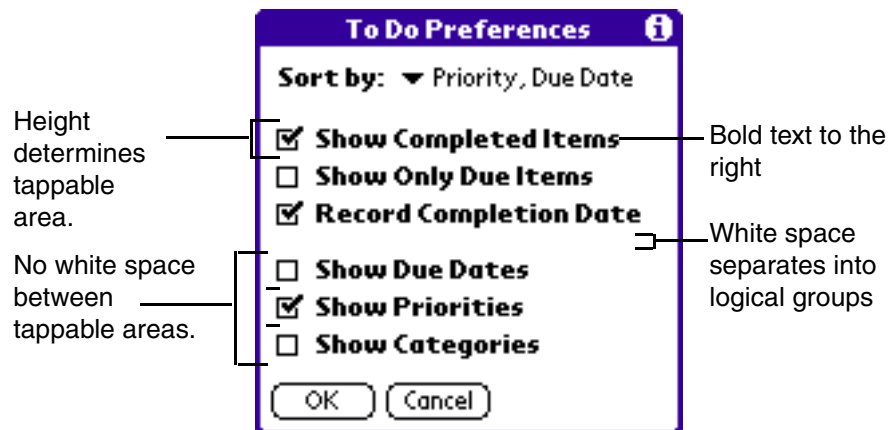 To Do Preferences
Sort by: Priority, Due Date
Height
determines
tappable
area.
Show Completed Items
Bold text to the
right
Show Only Due Items
Record Completion Date
White space
separates into
logical groups
No white space
between
tappable areas.
Show Due Dates
Show Priorities
Show Categories
OK Cancel